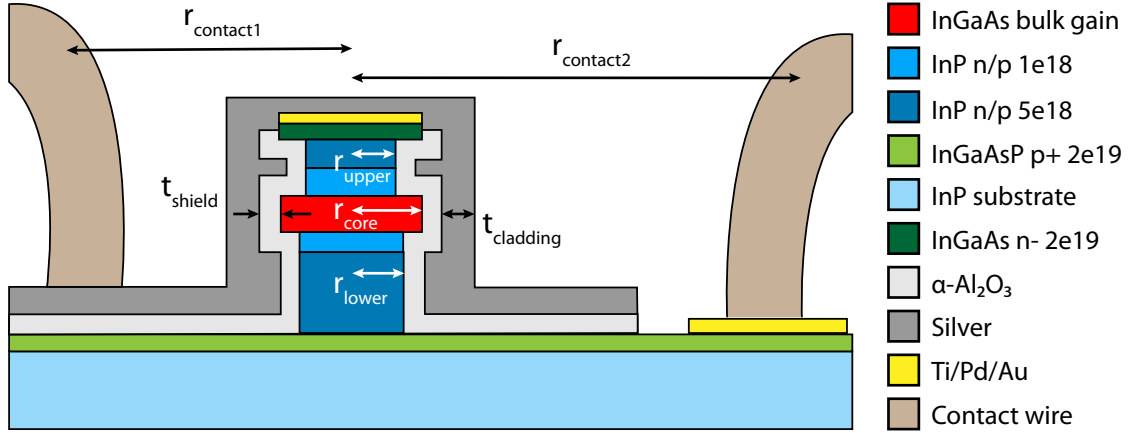 r_contact1
r_contact2
r_upper
t_shield
r_core
t_cladding
r_lower
InGaAs bulk gain
InP n/p 1e18
InP n/p 5e18
InGaAsP p+ 2e19
InP substrate
InGaAs n- 2e19
α-Al₂O₃
Silver
Ti/Pd/Au
Contact wire